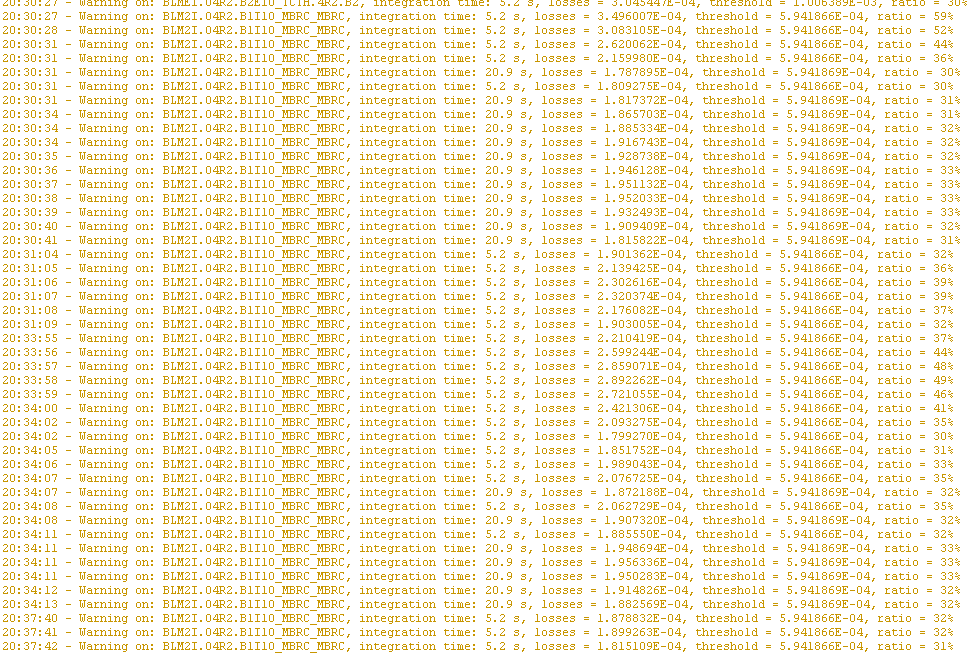 20:30:27 - Warning on: BLMEI.04R2.B2E10_TCTH.4R2.B2, integration time: 5.2 s, losses = 3.045447E-04, threshold = 1.006389E-03, ratio = 30%
20:30:27 - Warning on: BLM2I.04R2.B1I10_MBRC_MBRC, integration time: 5.2 s, losses = 3.496007E-04, threshold = 5.941866E-04, ratio = 59%
20:30:28 - Warning on: BLM2I.04R2.B1I10_MBRC_MBRC, integration time: 5.2 s, losses = 3.083105E-04, threshold = 5.941866E-04, ratio = 52%
20:30:31 - Warning on: BLM2I.04R2.B1I10_MBRC_MBRC, integration time: 5.2 s, losses = 2.620062E-04, threshold = 5.941866E-04, ratio = 44%
20:30:31 - Warning on: BLM2I.04R2.B1I10_MBRC_MBRC, integration time: 5.2 s, losses = 2.159980E-04, threshold = 5.941866E-04, ratio = 36%
20:30:31 - Warning on: BLM2I.04R2.B1I10_MBRC_MBRC, integration time: 20.9 s, losses = 1.787895E-04, threshold = 5.941869E-04, ratio = 30%
20:30:31 - Warning on: BLM2I.04R2.B1I10_MBRC_MBRC, integration time: 5.2 s, losses = 1.809275E-04, threshold = 5.941866E-04, ratio = 30%
20:30:31 - Warning on: BLM2I.04R2.B1I10_MBRC_MBRC, integration time: 20.9 s, losses = 1.817372E-04, threshold = 5.941869E-04, ratio = 31%
20:30:34 - Warning on: BLM2I.04R2.B1I10_MBRC_MBRC, integration time: 20.9 s, losses = 1.865703E-04, threshold = 5.941869E-04, ratio = 31%
20:30:34 - Warning on: BLM2I.04R2.B1I10_MBRC_MBRC, integration time: 20.9 s, losses = 1.885334E-04, threshold = 5.941869E-04, ratio = 32%
20:30:34 - Warning on: BLM2I.04R2.B1I10_MBRC_MBRC, integration time: 20.9 s, losses = 1.916743E-04, threshold = 5.941869E-04, ratio = 32%
20:30:35 - Warning on: BLM2I.04R2.B1I10_MBRC_MBRC, integration time: 20.9 s, losses = 1.928738E-04, threshold = 5.941869E-04, ratio = 32%
20:30:36 - Warning on: BLM2I.04R2.B1I10_MBRC_MBRC, integration time: 20.9 s, losses = 1.946128E-04, threshold = 5.941869E-04, ratio = 33%
20:30:37 - Warning on: BLM2I.04R2.B1I10_MBRC_MBRC, integration time: 20.9 s, losses = 1.951132E-04, threshold = 5.941869E-04, ratio = 33%
20:30:38 - Warning on: BLM2I.04R2.B1I10_MBRC_MBRC, integration time: 20.9 s, losses = 1.952033E-04, threshold = 5.941869E-04, ratio = 33%
20:30:39 - Warning on: BLM2I.04R2.B1I10_MBRC_MBRC, integration time: 20.9 s, losses = 1.932493E-04, threshold = 5.941869E-04, ratio = 33%
20:30:40 - Warning on: BLM2I.04R2.B1I10_MBRC_MBRC, integration time: 20.9 s, losses = 1.909409E-04, threshold = 5.941869E-04, ratio = 32%
20:30:41 - Warning on: BLM2I.04R2.B1I10_MBRC_MBRC, integration time: 20.9 s, losses = 1.815822E-04, threshold = 5.941869E-04, ratio = 31%
20:31:04 - Warning on: BLM2I.04R2.B1I10_MBRC_MBRC, integration time: 5.2 s, losses = 1.901362E-04, threshold = 5.941866E-04, ratio = 32%
20:31:05 - Warning on: BLM2I.04R2.B1I10_MBRC_MBRC, integration time: 5.2 s, losses = 2.139425E-04, threshold = 5.941866E-04, ratio = 36%
20:31:06 - Warning on: BLM2I.04R2.B1I10_MBRC_MBRC, integration time: 5.2 s, losses = 2.302616E-04, threshold = 5.941866E-04, ratio = 39%
20:31:07 - Warning on: BLM2I.04R2.B1I10_MBRC_MBRC, integration time: 5.2 s, losses = 2.320374E-04, threshold = 5.941866E-04, ratio = 39%
20:31:08 - Warning on: BLM2I.04R2.B1I10_MBRC_MBRC, integration time: 5.2 s, losses = 2.176082E-04, threshold = 5.941866E-04, ratio = 37%
20:31:09 - Warning on: BLM2I.04R2.B1I10_MBRC_MBRC, integration time: 5.2 s, losses = 1.903005E-04, threshold = 5.941866E-04, ratio = 32%
20:33:55 - Warning on: BLM2I.04R2.B1I10_MBRC_MBRC, integration time: 5.2 s, losses = 2.210419E-04, threshold = 5.941866E-04, ratio = 37%
20:33:56 - Warning on: BLM2I.04R2.B1I10_MBRC_MBRC, integration time: 5.2 s, losses = 2.599244E-04, threshold = 5.941866E-04, ratio = 44%
20:33:57 - Warning on: BLM2I.04R2.B1I10_MBRC_MBRC, integration time: 5.2 s, losses = 2.859071E-04, threshold = 5.941866E-04, ratio = 48%
20:33:58 - Warning on: BLM2I.04R2.B1I10_MBRC_MBRC, integration time: 5.2 s, losses = 2.892262E-04, threshold = 5.941866E-04, ratio = 49%
20:33:59 - Warning on: BLM2I.04R2.B1I10_MBRC_MBRC, integration time: 5.2 s, losses = 2.721055E-04, threshold = 5.941866E-04, ratio = 46%
20:34:00 - Warning on: BLM2I.04R2.B1I10_MBRC_MBRC, integration time: 5.2 s, losses = 2.421306E-04, threshold = 5.941866E-04, ratio = 41%
20:34:02 - Warning on: BLM2I.04R2.B1I10_MBRC_MBRC, integration time: 5.2 s, losses = 2.093275E-04, threshold = 5.941866E-04, ratio = 35%
20:34:02 - Warning on: BLM2I.04R2.B1I10_MBRC_MBRC, integration time: 5.2 s, losses = 1.799270E-04, threshold = 5.941866E-04, ratio = 30%
20:34:05 - Warning on: BLM2I.04R2.B1I10_MBRC_MBRC, integration time: 5.2 s, losses = 1.851752E-04, threshold = 5.941866E-04, ratio = 31%
20:34:06 - Warning on: BLM2I.04R2.B1I10_MBRC_MBRC, integration time: 5.2 s, losses = 1.989043E-04, threshold = 5.941866E-04, ratio = 33%
20:34:07 - Warning on: BLM2I.04R2.B1I10_MBRC_MBRC, integration time: 5.2 s, losses = 2.076725E-04, threshold = 5.941866E-04, ratio = 35%
20:34:07 - Warning on: BLM2I.04R2.B1I10_MBRC_MBRC, integration time: 20.9 s, losses = 1.872188E-04, threshold = 5.941869E-04, ratio = 32%
20:34:08 - Warning on: BLM2I.04R2.B1I10_MBRC_MBRC, integration time: 5.2 s, losses = 2.062729E-04, threshold = 5.941866E-04, ratio = 35%
20:34:08 - Warning on: BLM2I.04R2.B1I10_MBRC_MBRC, integration time: 20.9 s, losses = 1.907320E-04, threshold = 5.941869E-04, ratio = 32%
20:34:11 - Warning on: BLM2I.04R2.B1I10_MBRC_MBRC, integration time: 5.2 s, losses = 1.885550E-04, threshold = 5.941866E-04, ratio = 32%
20:34:11 - Warning on: BLM2I.04R2.B1I10_MBRC_MBRC, integration time: 20.9 s, losses = 1.948694E-04, threshold = 5.941869E-04, ratio = 33%
20:34:11 - Warning on: BLM2I.04R2.B1I10_MBRC_MBRC, integration time: 20.9 s, losses = 1.956336E-04, threshold = 5.941869E-04, ratio = 33%
20:34:11 - Warning on: BLM2I.04R2.B1I10_MBRC_MBRC, integration time: 20.9 s, losses = 1.950283E-04, threshold = 5.941869E-04, ratio = 33%
20:34:12 - Warning on: BLM2I.04R2.B1I10_MBRC_MBRC, integration time: 20.9 s, losses = 1.914826E-04, threshold = 5.941869E-04, ratio = 32%
20:34:13 - Warning on: BLM2I.04R2.B1I10_MBRC_MBRC, integration time: 20.9 s, losses = 1.882569E-04, threshold = 5.941869E-04, ratio = 32%
20:37:40 - Warning on: BLM2I.04R2.B1I10_MBRC_MBRC, integration time: 5.2 s, losses = 1.878832E-04, threshold = 5.941866E-04, ratio = 32%
20:37:41 - Warning on: BLM2I.04R2.B1I10_MBRC_MBRC, integration time: 5.2 s, losses = 1.899263E-04, threshold = 5.941866E-04, ratio = 32%
20:37:42 - Warning on: BLM2I.04R2.B1I10_MBRC_MBRC, integration time: 5.2 s, losses = 1.815109E-04, threshold = 5.941866E-04, ratio = 31%